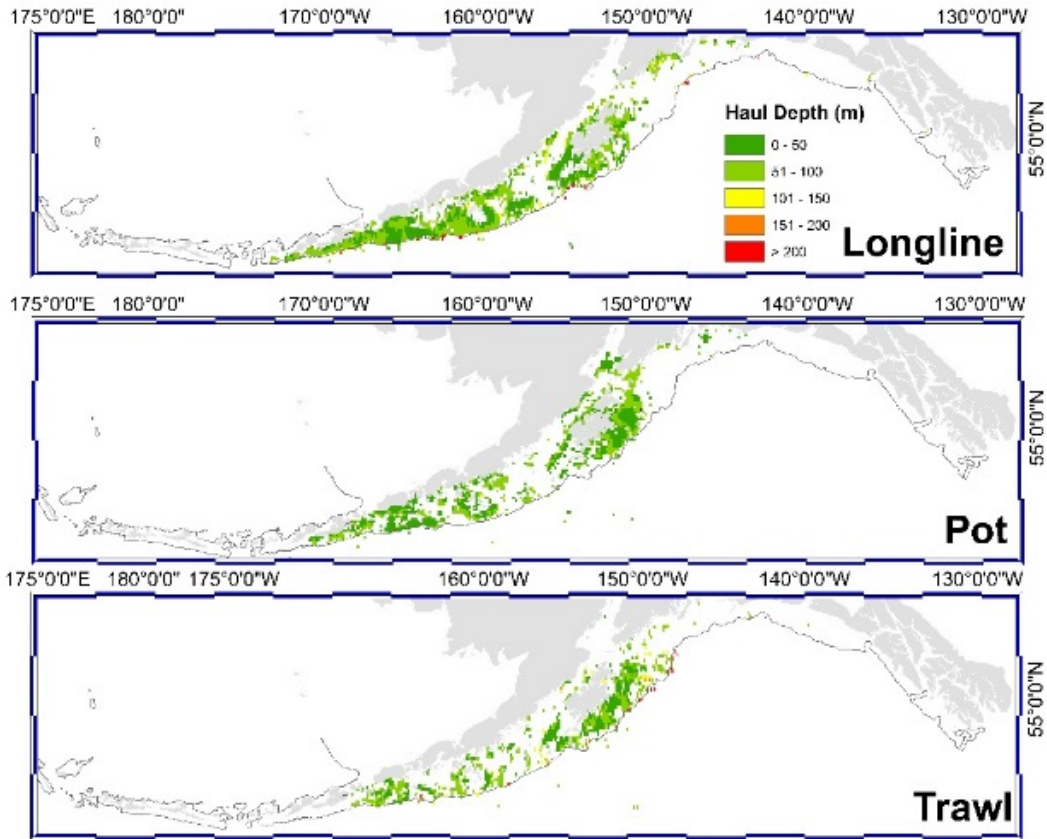 175°0'0"E 180°0'0" 170°0'0"W 160°0'0"W 150°0'0"W 140°0'0"W 130°0'0"W
55°0'0"N
Haul Depth (m)
0 - 50
51 - 100
101 - 150
151 - 200
> 200
Longline
175°0'0"E 180°0'0" 170°0'0"W 160°0'0"W 150°0'0"W 140°0'0"W 130°0'0"W
55°0'0"N
Pot
175°0'0"E 180°0'0" 175°0'0"W 160°0'0"W 150°0'0"W 140°0'0"W 130°0'0"W
55°0'0"N
Trawl